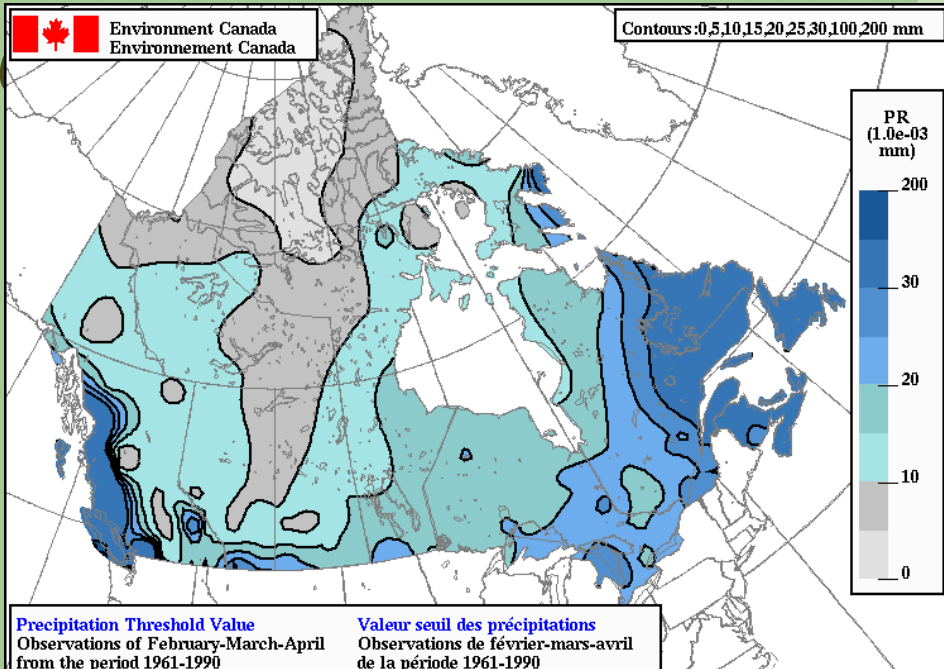 Environment Canada
Environnement Canada
Contours:0,5,10,15,20,25,30,100,200 mm
PR
(1.0e-03
mm)
200
30
20
10
0
Precipitation Threshold Value
Observations of February-March-April
from the period 1961-1990
Valeur seuil des précipitations
Observations de février-mars-avril
de la période 1961-1990